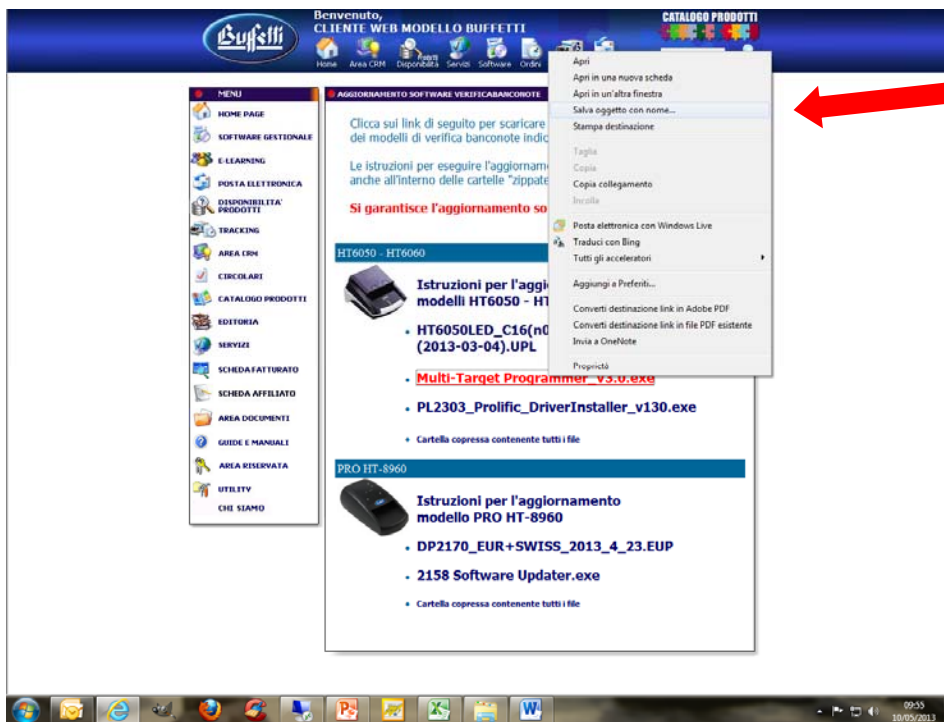 Buffetti
Benvenuto,
CLIENTE WEB MODELLO BUFFETTI
CATALOGO PRODOTTI
Home Area CRM Disponibilità Servizi Software Ordini
MENU
HOME PAGE
SOFTWARE GESTIONALE
E-LEARNING
POSTA ELETTRONICA
DISPONIBILITA'
PRODOTTI
TRACKING
AREA CRM
CIRCOLARI
CATALOGO PRODOTTI
EDITORIA
SERVIZI
SCHEDA FATTURATO
SCHEDA AFFILIATO
AREA DOCUMENTI
GUIDE E MANUALI
AREA RISERVATA
UTILITY
CHI SIAMO
AGGIORNAMENTO SOFTWARE VERIFICABANCONOTE
Clicca sui link di seguito per scaricare
dei modelli di verifica banconote indic
Le istruzioni per eseguire l'aggiornam
anche all'interno delle cartelle "zippate
Si garantisce l'aggiornamento so
HT6050 - HT6060
Istruzioni per l'aggi
modelli HT6050 - HT
HT6050LED_C16(n0
(2013-03-04).UPL
Multi-Target Programmer_v3.0.exe
PL2303_Prolific_DriverInstaller_v130.exe
Cartella copressa contenente tutti i file
PRO HT-8960
Istruzioni per l'aggiornamento
modello PRO HT-8960
DP2170_EUR+SWISS_2013_4_23.EUP
2158 Software Updater.exe
Cartella copressa contenente tutti i file
Apri
Apri in una nuova scheda
Apri in un'altra finestra
Salva oggetto con nome...
Stampa destinazione
Taglia
Copia
Copia collegamento
Incolla
Posta elettronica con Windows Live
Traduci con Bing
Tutti gli acceleratori
Aggiungi a Preferiti...
Converti destinazione link in Adobe PDF
Converti destinazione link in file PDF esistente
Invia a OneNote
Proprietà
09:55
10/05/2013